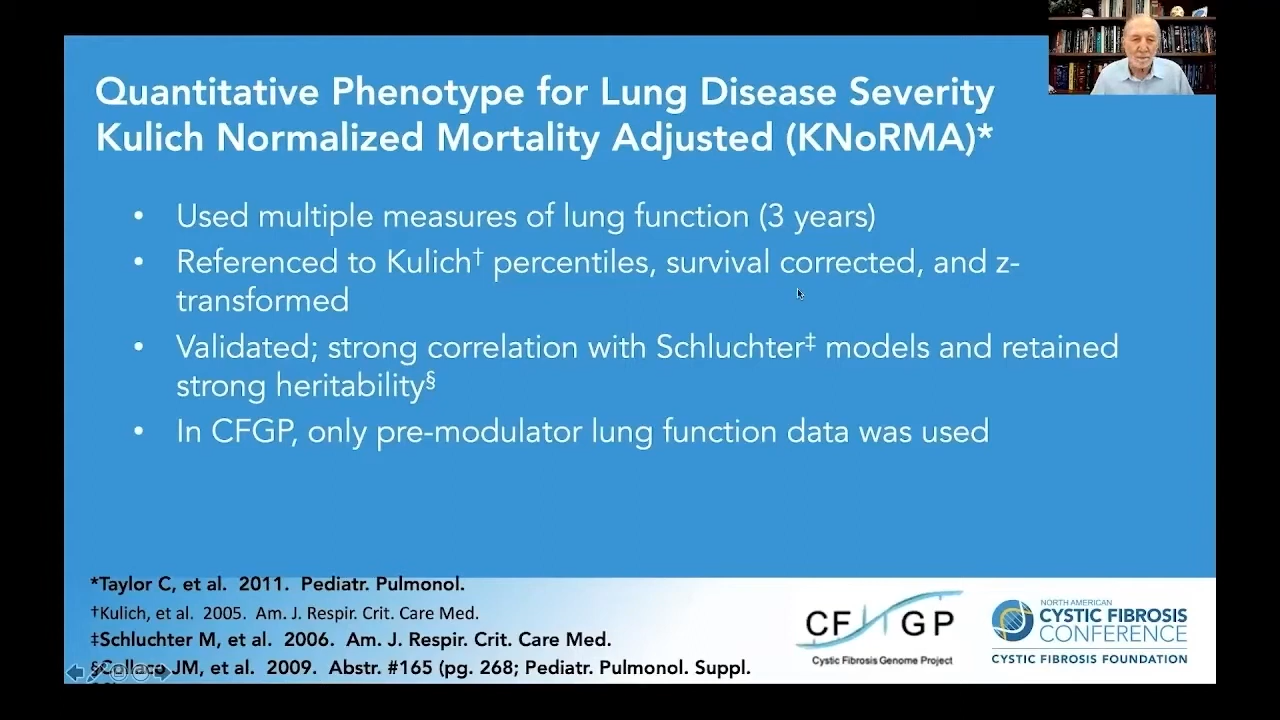 Quantitative Phenotype for Lung Disease Severity
Kulich Normalized Mortality Adjusted (KNoRMA)*
• Used multiple measures of lung function (3 years)
• Referenced to Kulich† percentiles, survival corrected, and z-
transformed
• Validated; strong correlation with Schluchter‡ models and retained
strong heritability§
• In CFGP, only pre-modulator lung function data was used
*Taylor C, et al. 2011. Pediatr. Pulmonol.
†Kulich, et al. 2005. Am. J. Respir. Crit. Care Med.
‡Schluchter M, et al. 2006. Am. J. Respir. Crit. Care Med.
JM, et al. 2009. Abstr. #165 (pg. 268; Pediatr. Pulmonol. Suppl.
CF GP
Cystic Fibrosis Genome Project
NORTH AMERICAN
CYSTIC FIBROSIS
CONFERENCE
CYSTIC FIBROSIS FOUNDATION